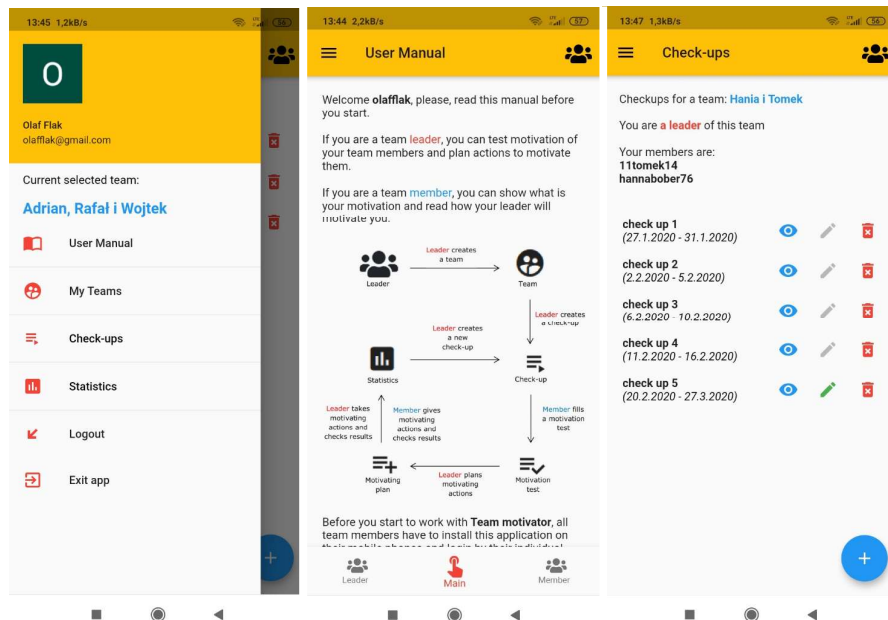 13:45 1,2kB/s
LTE
56
O
Olaf Flak
olafflak@gmail.com
Current selected team:
Adrian, Rafał i Wojtek
User Manual
My Teams
Check-ups
Statistics
Logout
Exit app
+
13:44 2,2kB/s
LTE
57
User Manual
Welcome olafflak, please, read this manual before
you start.
If you are a team leader, you can test motivation of
your team members and plan actions to motivate
them.
If you are a team member, you can show what is
your motivation and read how your leader will
motivate you.
Leader
Leader creates
a team
Team
Leader creates
a check-up
Statistics
Leader creates
a new
check-up
Check-up
Leader takes
motivating
actions and
checks results
Member gives
motivating
actions and
checks results
Member fills
a motivation
test
Motivating
plan
Leader plans
motivating
actions
Motivation
test
Before you start to work with Team motivator, all
team members have to install this application on
their mobile phones and login by their individual
Leader
Main
Member
13:47 1,3kB/s
LTE
56
Check-ups
Checkups for a team: Hania i Tomek
You are a leader of this team
Your members are:
11tomek14
hannabober76
check up 1
(27.1.2020 - 31.1.2020)
check up 2
(2.2.2020 - 5.2.2020)
check up 3
(6.2.2020 - 10.2.2020)
check up 4
(11.2.2020 - 16.2.2020)
check up 5
(20.2.2020 - 27.3.2020)
+